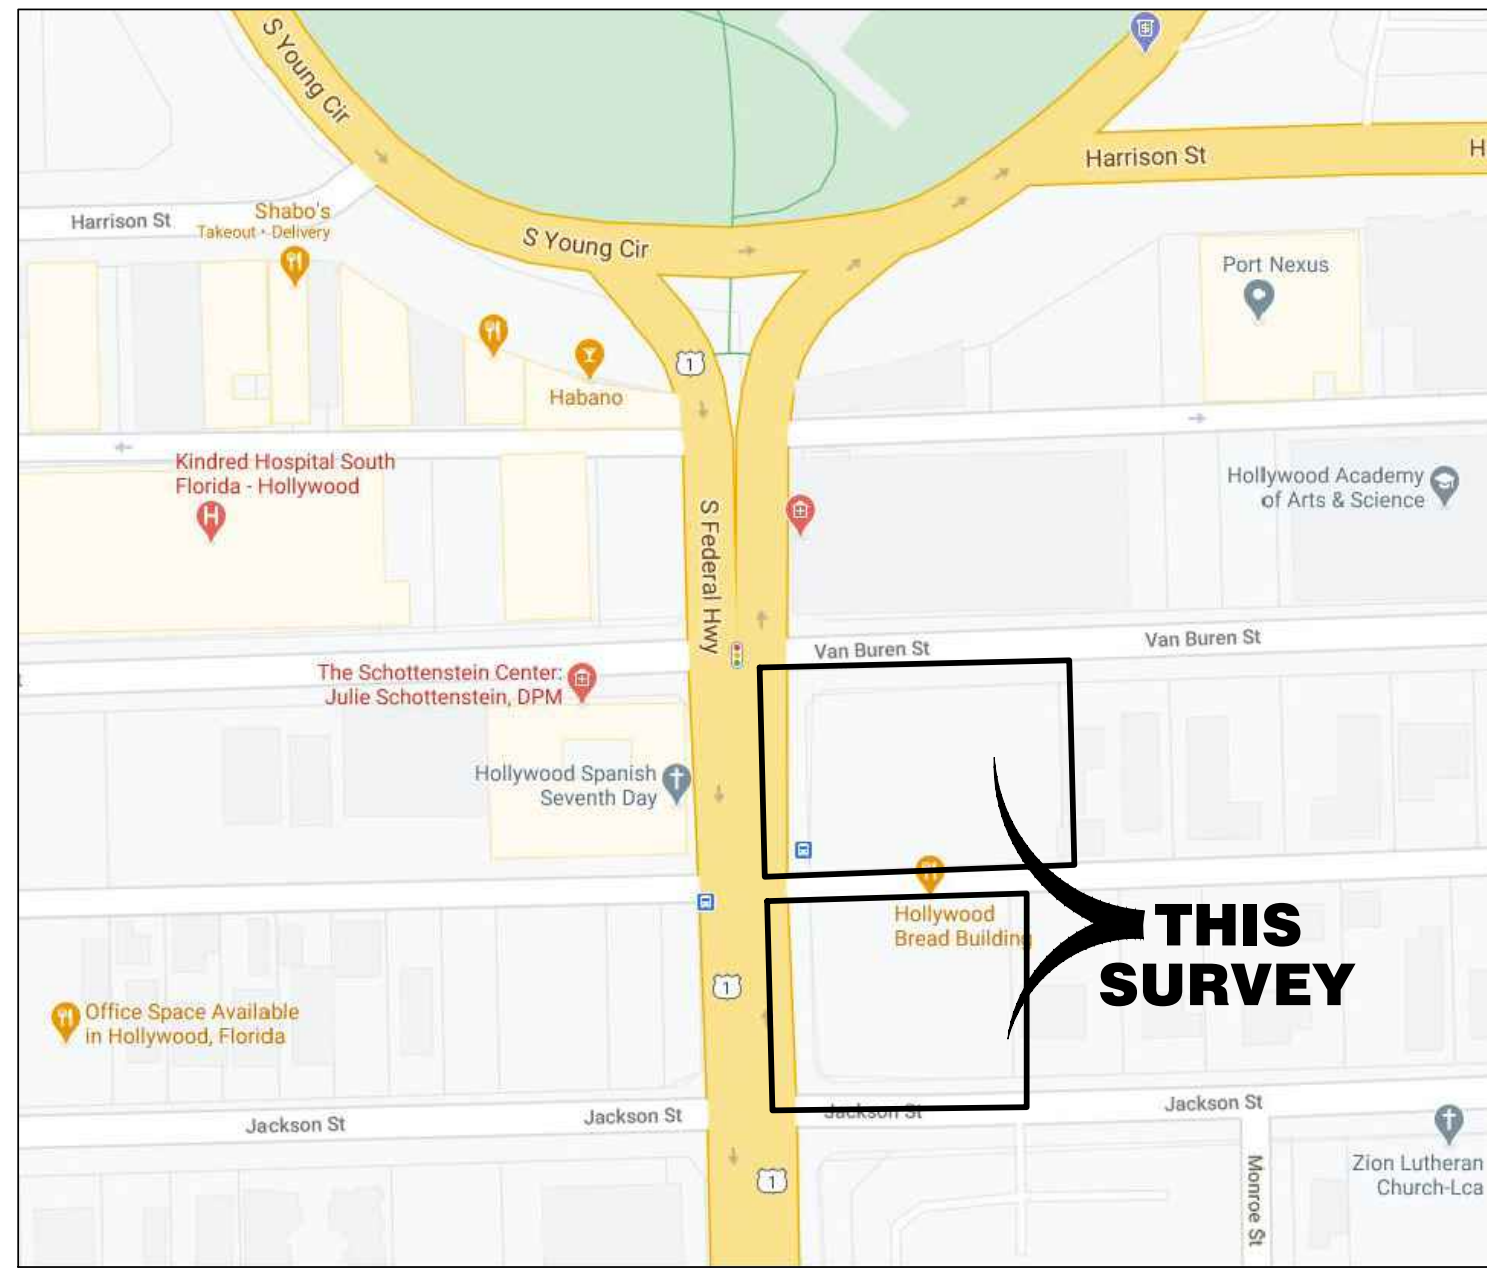 S Young Cir
Harrison St
H
Harrison St
Shabo's
Takeout · Delivery
S Young Cir
Port Nexus
1
Habano
Kindred Hospital South
Florida - Hollywood
H
Hollywood Academy
of Arts & Science
S Federal Hwy
Van Buren St
Van Buren St
The Schottenstein Center:
Julie Schottenstein, DPM
Hollywood Spanish
Seventh Day
Hollywood
Bread Building
THIS
SURVEY
1
Office Space Available
in Hollywood, Florida
Jackson St
Jackson St
Jackson St
Jackson St
Monroe St
Zion Lutheran
Church-Lca
1